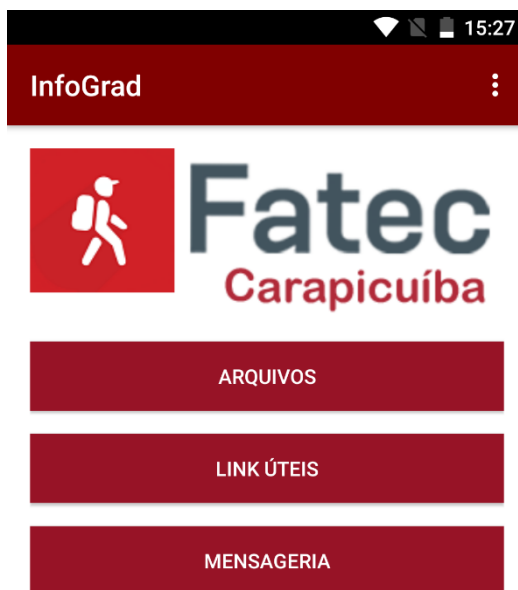 15:27
InfoGrad
Fatec
Carapicuíba
ARQUIVOS
LINK ÚTEIS
MENSAGERIA